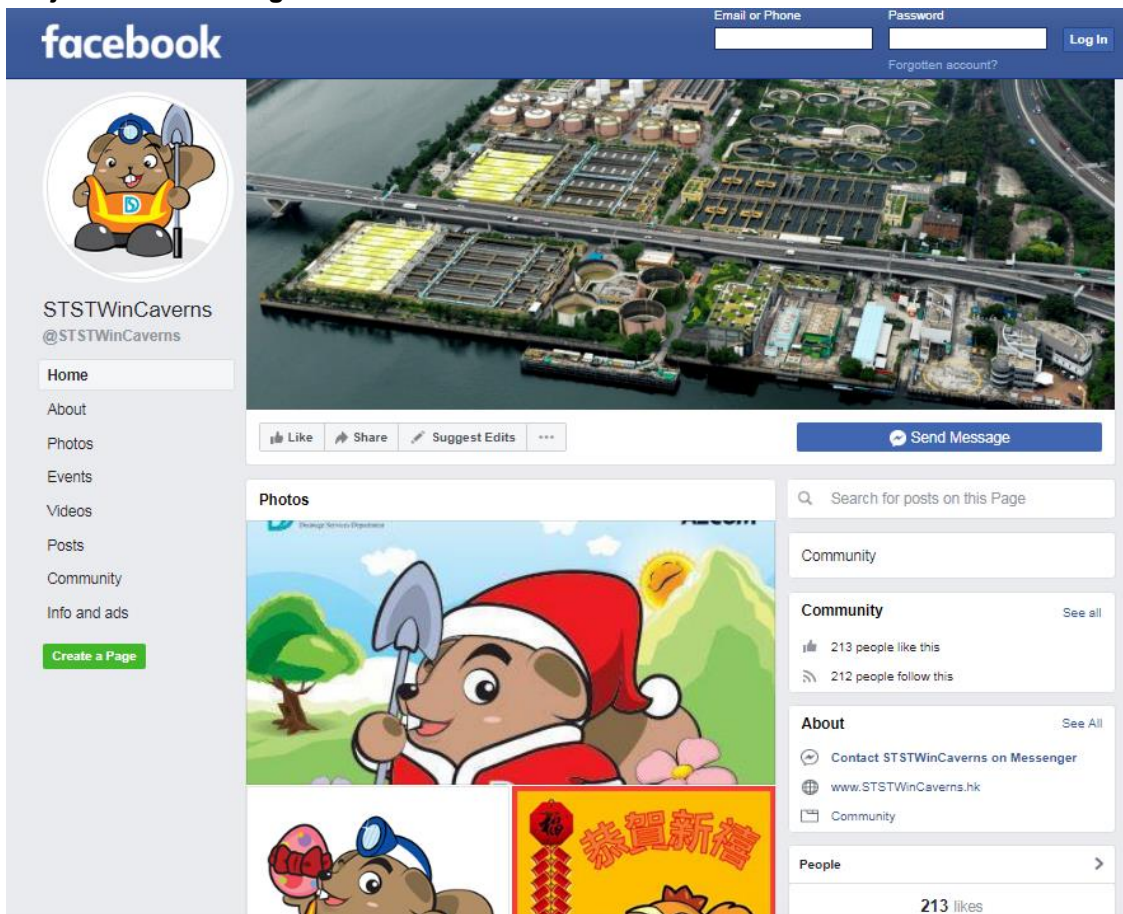 facebook
Email or Phone
Password
Log In
Forgotten account?
STSTWinCaverns
@STSTWinCaverns
Home
About
Photos
Events
Videos
Posts
Community
Info and ads
Create a Page
Like
Share
Suggest Edits
Send Message
Photos
Drainage Services Department
福
恭賀新禧
Search for posts on this Page
Community
Community
See all
213 people like this
212 people follow this
About
See All
Contact STSTWinCaverns on Messenger
www.STSTWinCaverns.hk
Community
People
213 likes